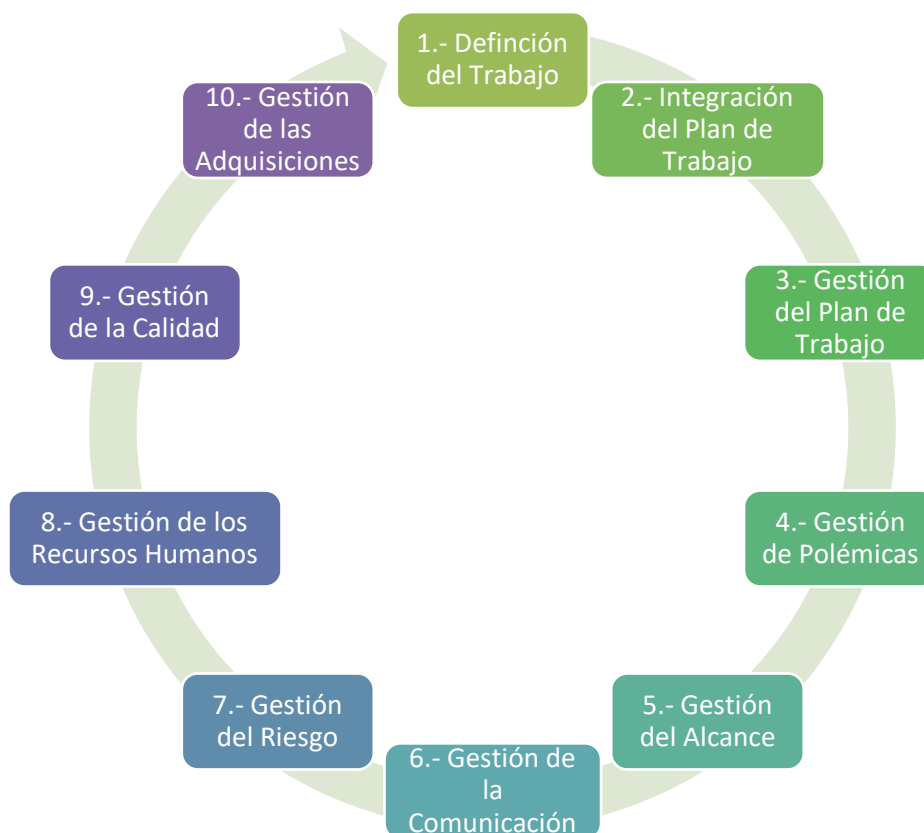 1.- Definción
del Trabajo
2.- Integración
del Plan de
Trabajo
3.- Gestión
del Plan de
Trabajo
4.- Gestión
de Polémicas
5.- Gestión
del Alcance
6.- Gestión de
la
Comunicación
7.- Gestión
del Riesgo
8.- Gestión de los
Recursos Humanos
9.- Gestión
de la Calidad
10.- Gestión
de las
Adquisiciones